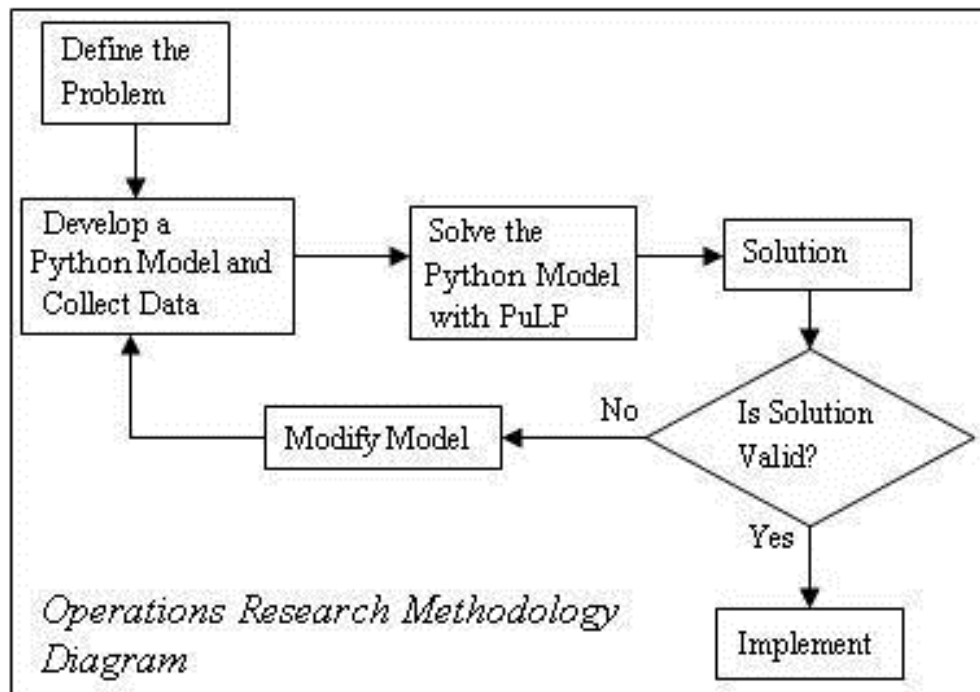 Define the
Problem
Develop a
Python Model and
Collect Data
Solve the
Python Model
with PuLP
Solution
Is Solution
Valid?
No
Modify Model
Yes
Implement
Operations Research Methodology
Diagram